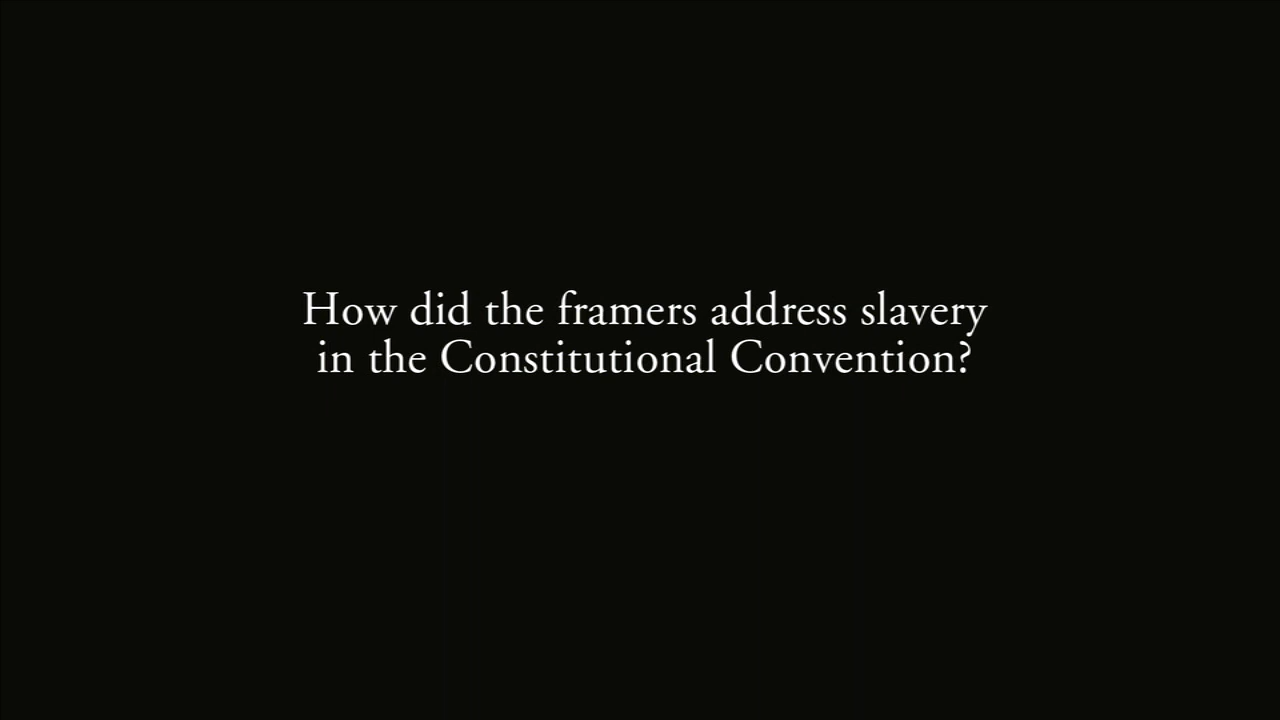 How did the framers address slavery
in the Constitutional Convention?